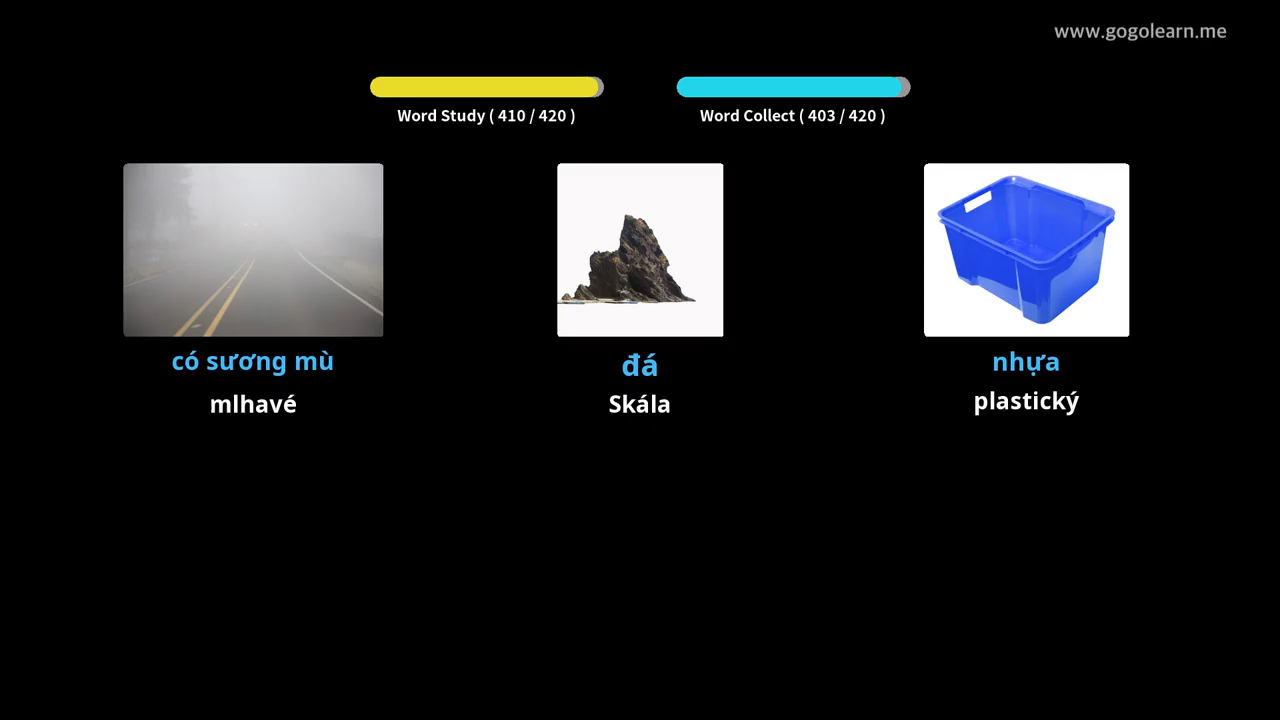 www.gogolearn.me
Word Study ( 410 / 420 )
Word Collect ( 403 / 420 )
có sương mù
đá
nhựa
mlhavé
Skála
plastický